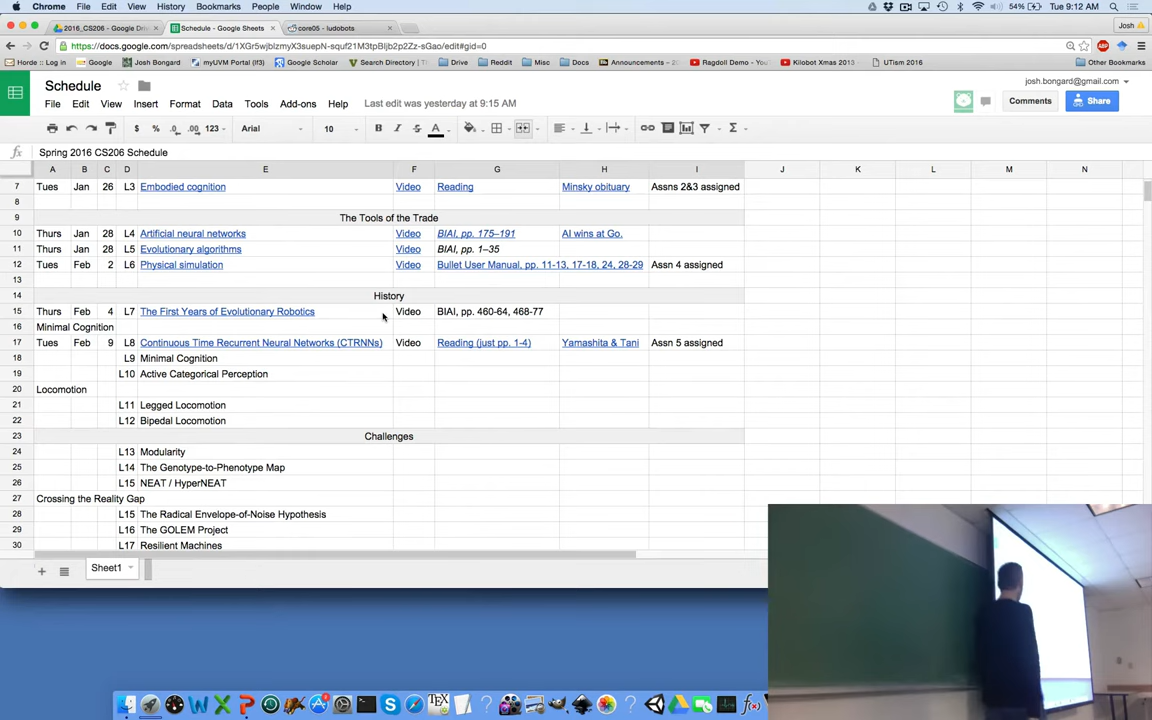 Chrome File Edit View History Bookmarks People Window Help 54% Tue 9:12 AM
2016_CS206 - Google Dri Schedule - Google Sheets core05 - ludobots Josh
https://docs.google.com/spreadsheets/d/1XGr5wjblzmyX3suepN-squf21M3tpBIjb2p2Zz-sGao/edit#gid=0
Horde :: Log in Google Josh Bongard myUVM Portal (lf3) Google Scholar Search Directory |... Drive Reddit Misc Docs Announcements –... Ragdoll Demo - You... Kilobot Xmas 2015 UTism 2016 Other Bookmarks
Schedule josh.bongard@gmail.com
File Edit View Insert Format Data Tools Add-ons Help Last edit was yesterday at 9:15 AM Comments Share
$ % .0 .00 123 Arial 10 B I S A
fx Spring 2016 CS206 Schedule
A B C D E F G H I J K L M N
7 Tues Jan 26 L3 Embodied cognition Video Reading Minsky obituary Assns 2&3 assigned
8
9 The Tools of the Trade
10 Thurs Jan 28 L4 Artificial neural networks Video BIAI, pp. 175–191 AI wins at Go.
11 Thurs Jan 28 L5 Evolutionary algorithms Video BIAI, pp. 1–35
12 Tues Feb 2 L6 Physical simulation Video Bullet User Manual, pp. 11-13, 17-18, 24, 28-29 Assn 4 assigned
13
14 History
15 Thurs Feb 4 L7 The First Years of Evolutionary Robotics Video BIAI, pp. 460-64, 468-77
16 Minimal Cognition
17 Tues Feb 9 L8 Continuous Time Recurrent Neural Networks (CTRNNs) Video Reading (just pp. 1-4) Yamashita & Tani Assn 5 assigned
18 L9 Minimal Cognition
19 L10 Active Categorical Perception
20 Locomotion
21 L11 Legged Locomotion
22 L12 Bipedal Locomotion
23 Challenges
24 L13 Modularity
25 L14 The Genotype-to-Phenotype Map
26 L15 NEAT / HyperNEAT
27 Crossing the Reality Gap
28 L15 The Radical Envelope-of-Noise Hypothesis
29 L16 The GOLEM Project
30 L17 Resilient Machines
Sheet1